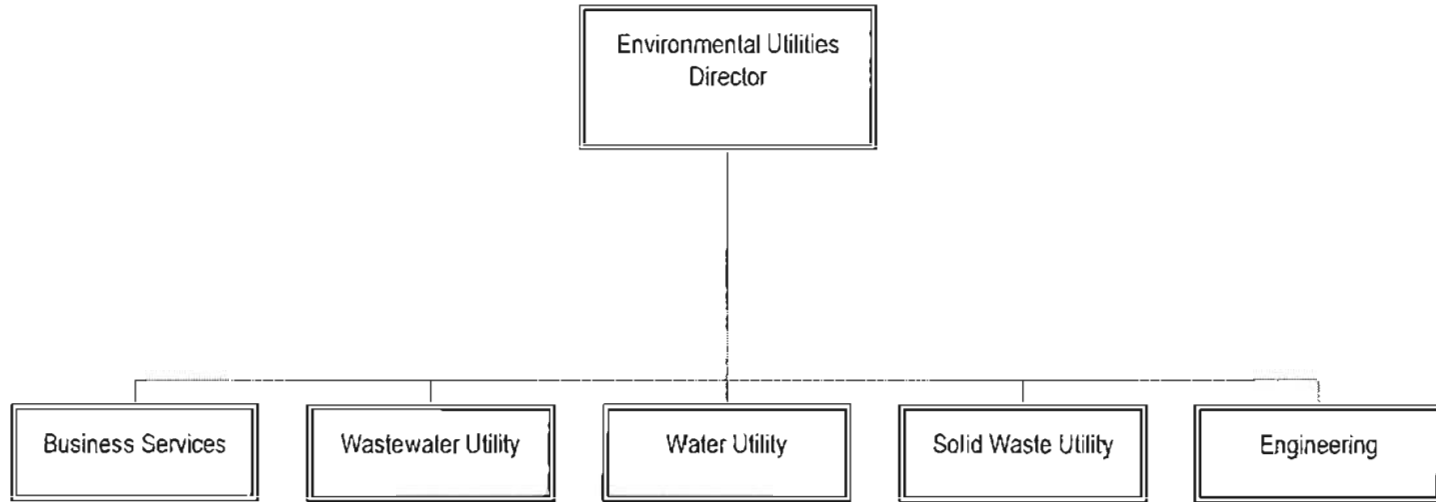 Environmental Utilities
Director
Business Services
Wastewater Utility
Water Utility
Solid Waste Utility
Engineering